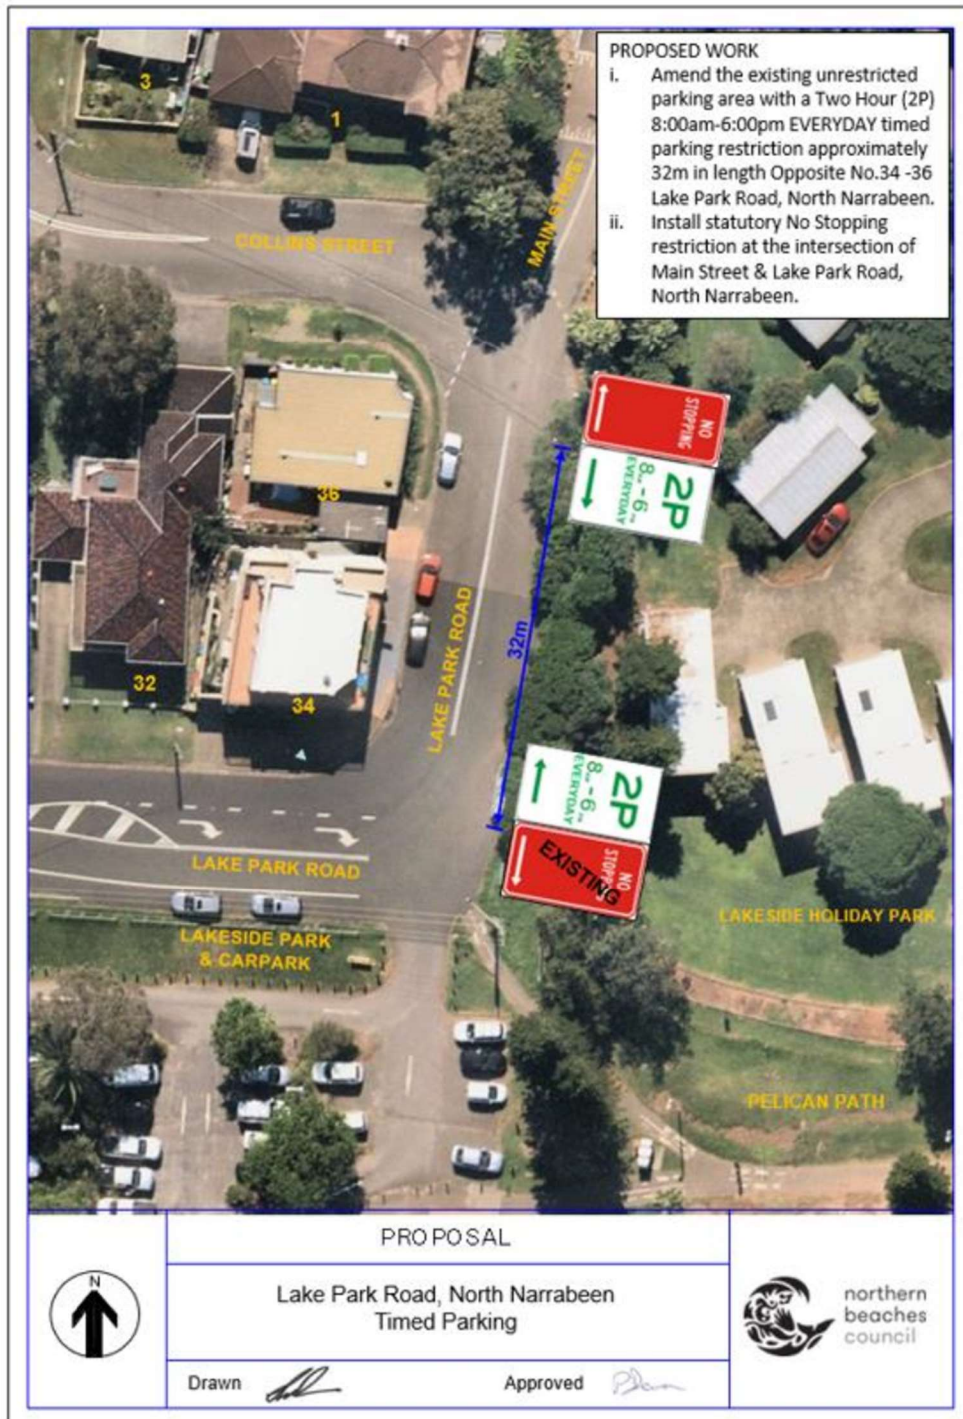 PROPOSED WORK
i. Amend the existing unrestricted
parking area with a Two Hour (2P)
8:00am-6:00pm EVERYDAY timed
parking restriction approximately
32m in length Opposite No.34 -36
Lake Park Road, North Narrabeen.
ii. Install statutory No Stopping
restriction at the intersection of
Main Street & Lake Park Road,
North Narrabeen.
3
1
MAIN STREET
COLLINS STREET
NO
STOPPING
2P
8AM - 6PM
EVERYDAY
36
32m
LAKE PARK ROAD
32
34
2P
8AM - 6PM
EVERYDAY
NO
STOPP
EXISTING
LAKE PARK ROAD
LAKESIDE HOLIDAY PARK
LAKESIDE PARK
& CARPARK
PELICAN PATH
PROPOSAL
N
Lake Park Road, North Narrabeen
Timed Parking
northern
beaches
council
Drawn
Approved